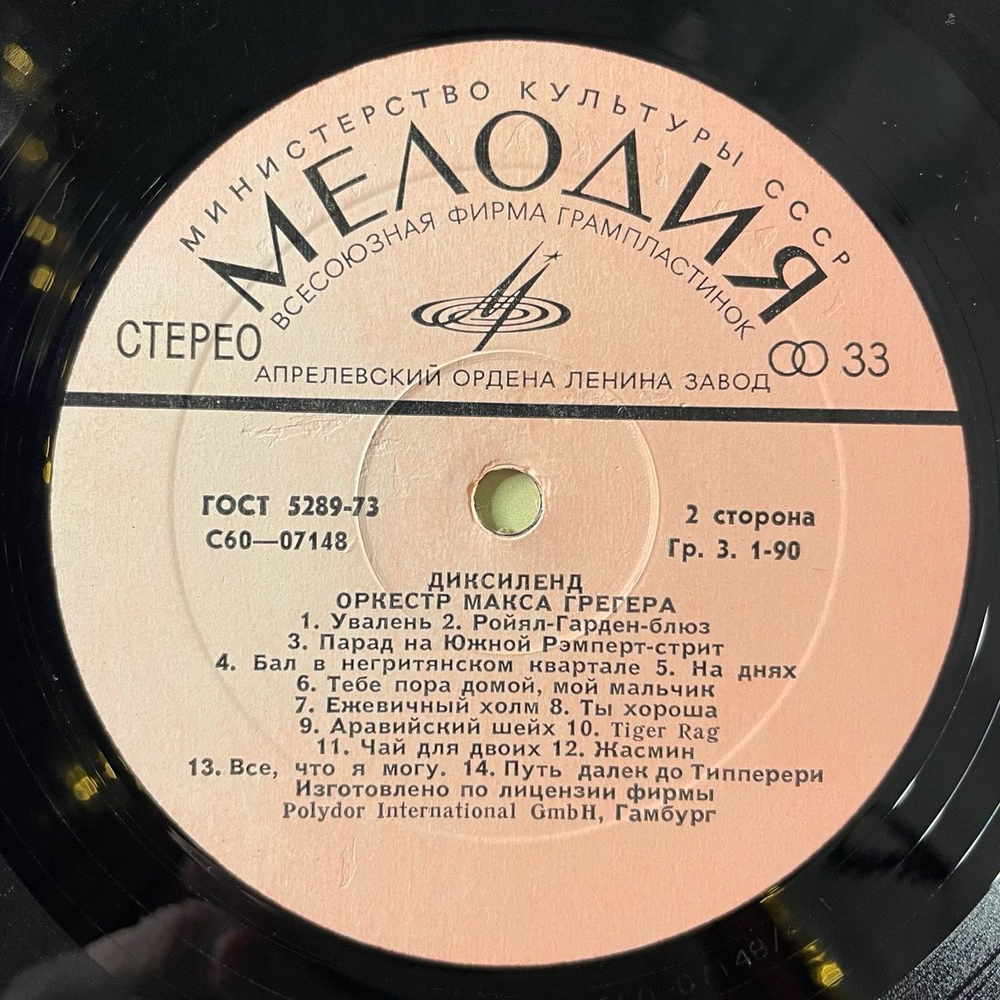 МИНИСТЕРСТВО КУЛЬТУРЫ СССР
МЕЛОДИЯ
ВСЕСОЮЗНАЯ ФИРМА ГРАМПЛАСТИНОК
СТЕРЕО
33
АПРЕЛЕВСКИЙ ОРДЕНА ЛЕНИНА ЗАВОД
ГОСТ 5289-73
2 сторона
С60—07148
Гр. 3. 1-90
ДИКСИЛЕНД
ОРКЕСТР МАКСА ГРЕГЕРА
1. Увалень 2. Ройял-Гарден-блюз
3. Парад на Южной Рэмперт-стрит
4. Бал в негритянском квартале 5. На днях
6. Тебе пора домой, мой мальчик
7. Ежевичный холм 8. Ты хороша
9. Аравийский шейх 10. Tiger Rag
11. Чай для двоих 12. Жасмин
13. Все, что я могу. 14. Путь далек до Типперери
Изготовлено по лицензии фирмы
Polydor International GmbH, Гамбург